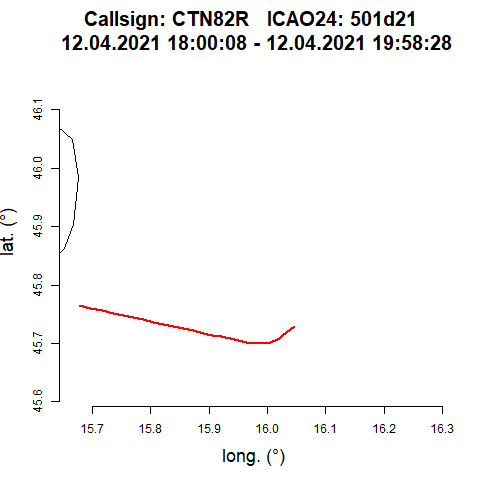 Callsign: CTN82R   ICAO24: 501d21
12.04.2021 18:00:08 - 12.04.2021 19:58:28
46.1
46.0
45.9
45.8
45.7
45.6
lat. (°)
15.7 15.8 15.9 16.0 16.1 16.2 16.3
long. (°)